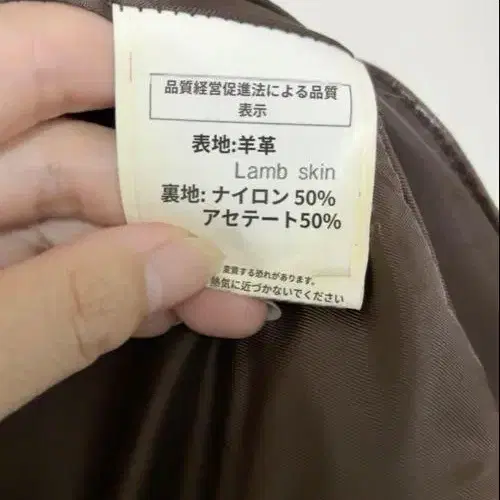 品質経営促進法による品質
表示
表地:羊革
Lamb skin
裏地: ナイロン 50%
アセテート50%
変質する恐れがあります。
熱気に近づかないでください